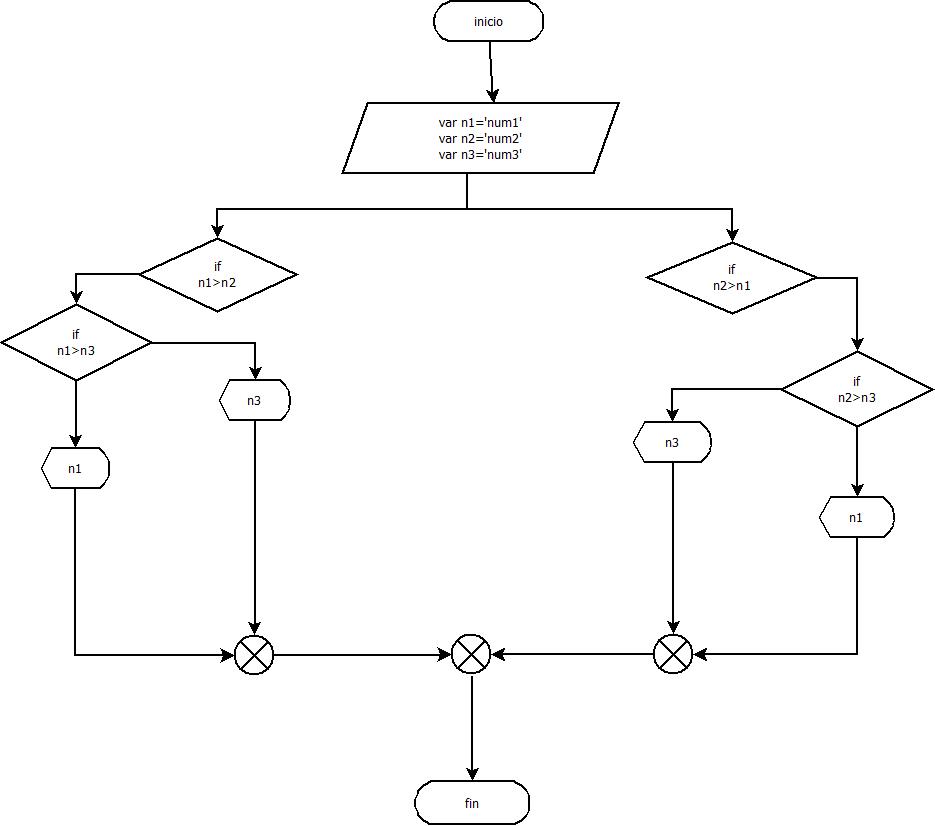 inicio
var n1='num1'
var n2='num2'
var n3='num3'
if
n1>n2
if
n2>n1
if
n1>n3
if
n2>n3
n3
n3
n1
n1
fin